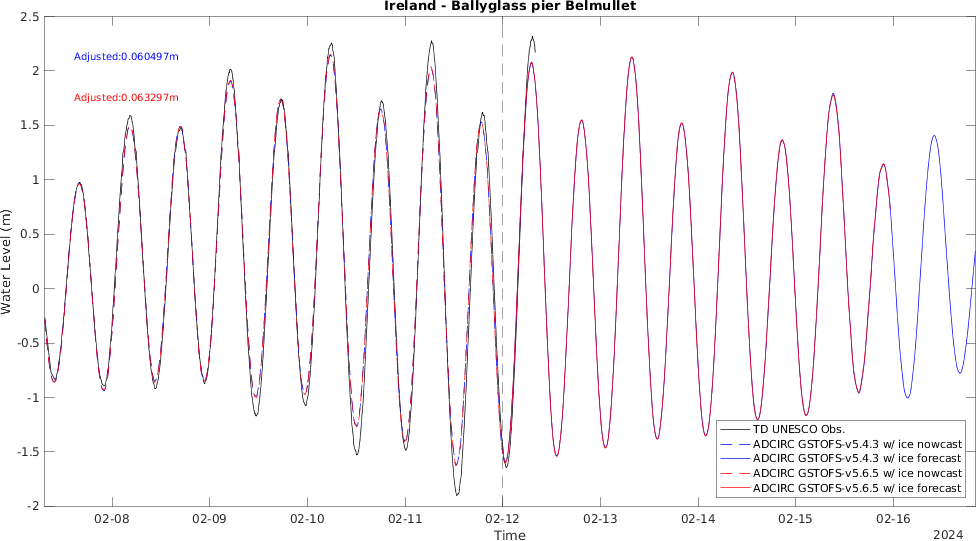 Ireland - Ballyglass pier Belmullet
Adjusted:0.060497m
Adjusted:0.063297m
Water Level (m)
2.5
2
1.5
1
0.5
0
-0.5
-1
-1.5
-2
TD UNESCO Obs.
ADCIRC GSTOFS-v5.4.3 w/ ice nowcast
ADCIRC GSTOFS-v5.4.3 w/ ice forecast
ADCIRC GSTOFS-v5.6.5 w/ ice nowcast
ADCIRC GSTOFS-v5.6.5 w/ ice forecast
02-08 02-09 02-10 02-11 02-12 02-13 02-14 02-15 02-16
Time
2024